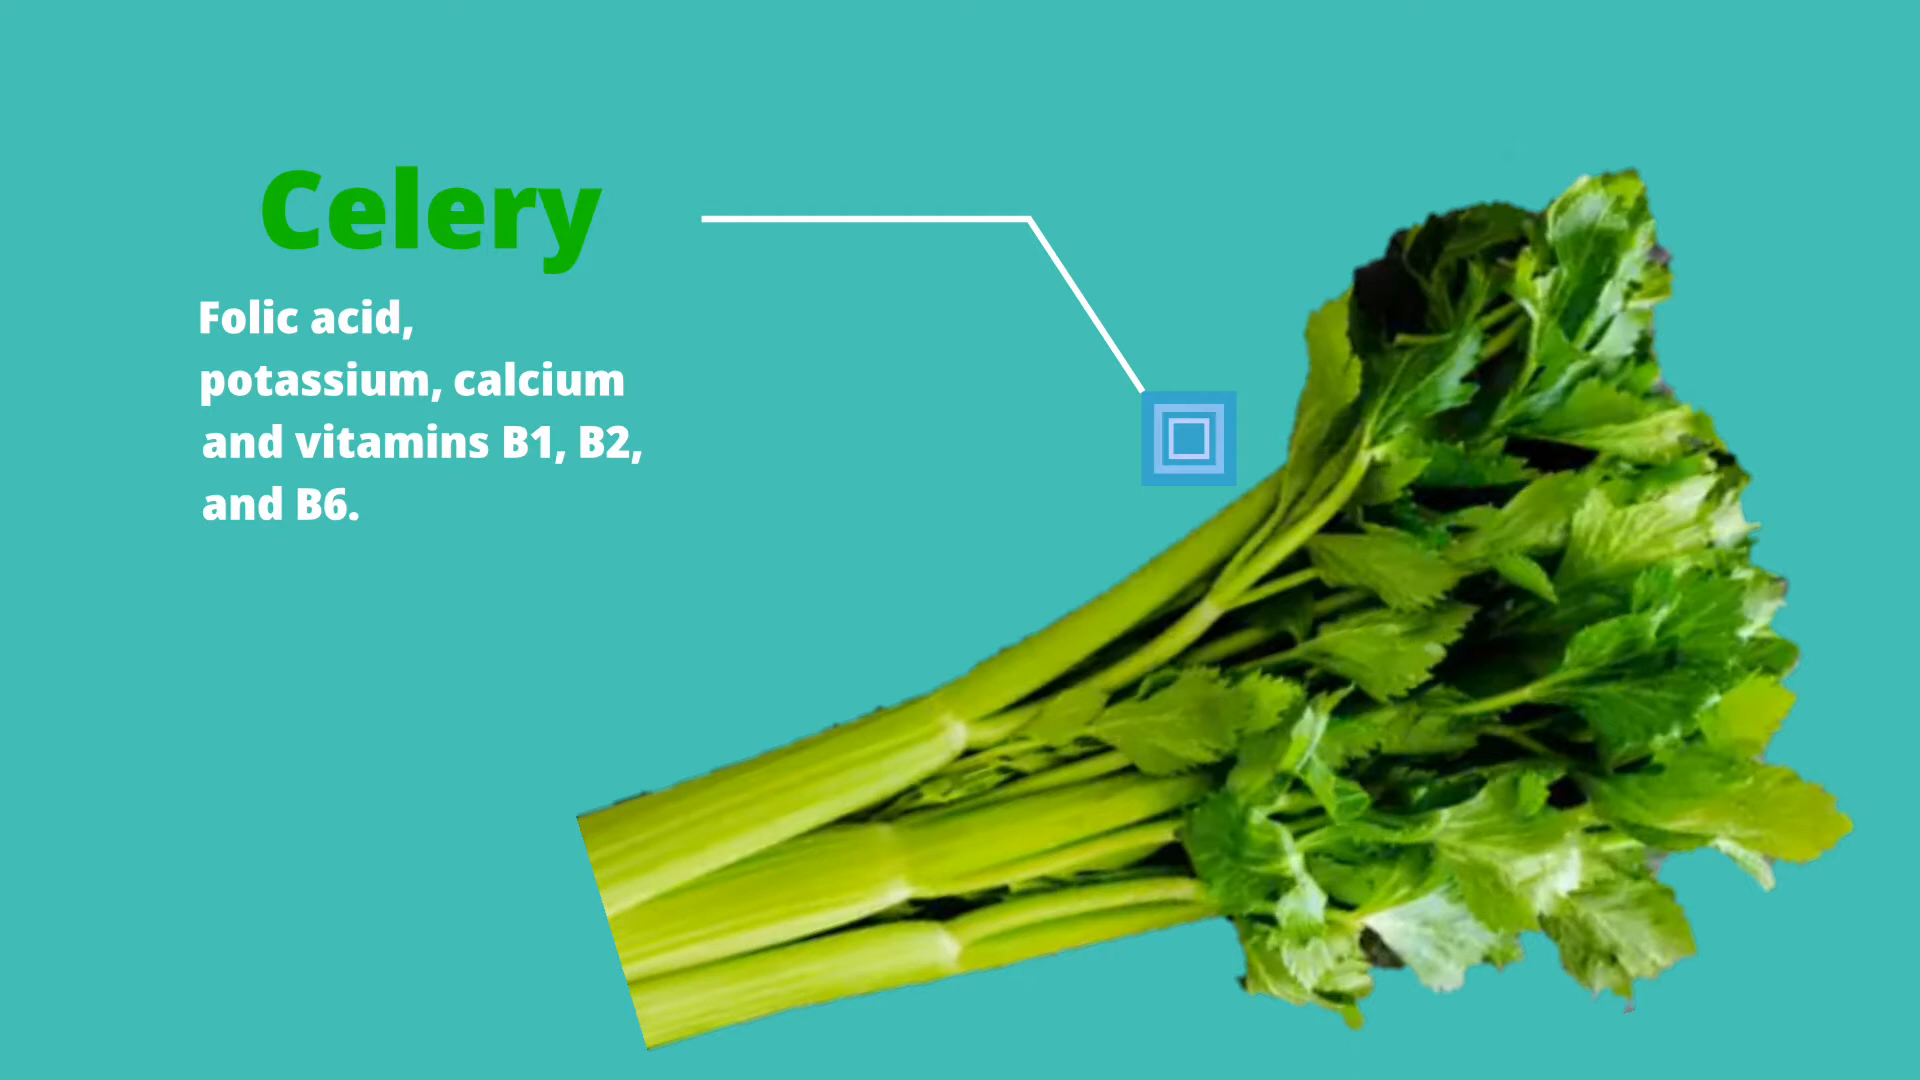 Celery
Folic acid,
potassium, calcium
and vitamins B1, B2,
and B6.